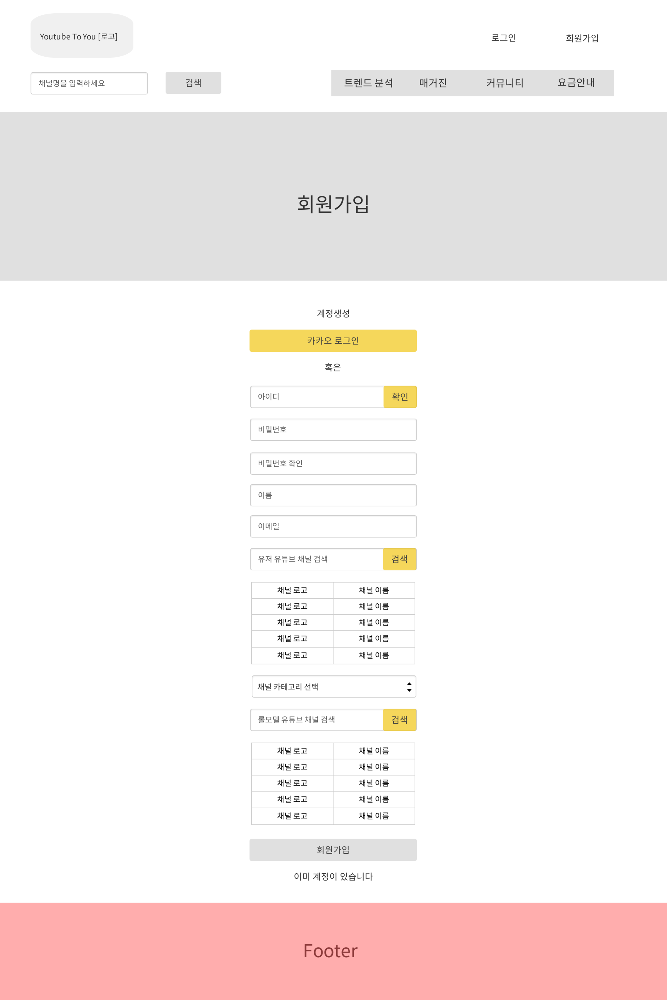 Youtube To You [로고]
로그인
회원가입
채널명을 입력하세요
검색
트렌드 분석
매거진
커뮤니티
요금안내
회원가입
계정생성
카카오 로그인
혹은
아이디
확인
비밀번호
비밀번호 확인
이름
이메일
유저 유튜브 채널 검색
검색
채널 로고 채널 이름
채널 로고 채널 이름
채널 로고 채널 이름
채널 로고 채널 이름
채널 로고 채널 이름
채널 카테고리 선택
롤모델 유튜브 채널 검색
검색
채널 로고 채널 이름
채널 로고 채널 이름
채널 로고 채널 이름
채널 로고 채널 이름
채널 로고 채널 이름
회원가입
이미 계정이 있습니다
Footer